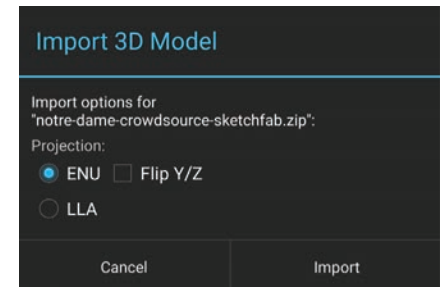 Import 3D Model
Import options for
"notre-dame-crowdsource-sketchfab.zip":
Projection:
ENU Flip Y/Z
LLA
Cancel Import